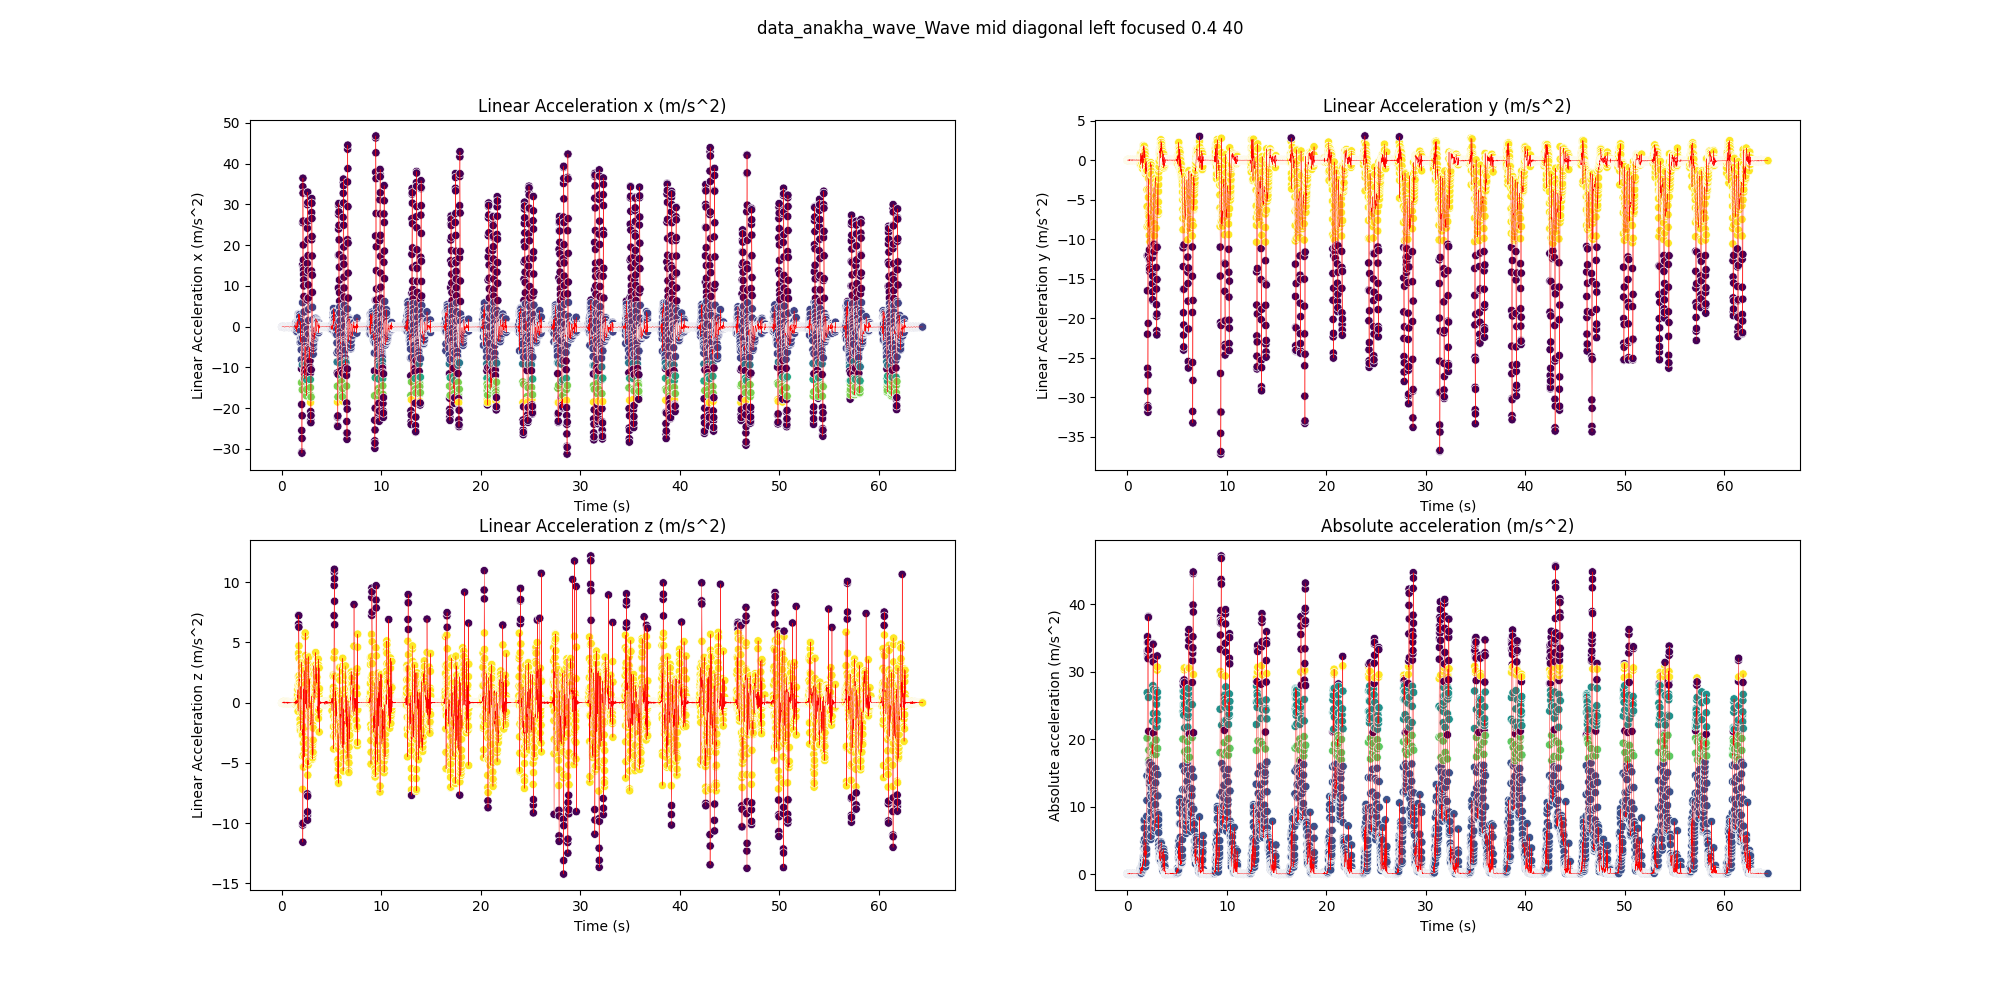 data_anakha_wave_Wave mid diagonal left focused 0.4 40
Linear Acceleration x (m/s^2)
Linear Acceleration x (m/s^2)
50
40
30
20
10
0
−10
−20
−30
0 10 20 30 40 50 60
Time (s)
Linear Acceleration y (m/s^2)
Linear Acceleration y (m/s^2)
5
0
−5
−10
−15
−20
−25
−30
−35
0 10 20 30 40 50 60
Time (s)
Linear Acceleration z (m/s^2)
Linear Acceleration z (m/s^2)
10
5
0
−5
−10
−15
0 10 20 30 40 50 60
Time (s)
Absolute acceleration (m/s^2)
Absolute acceleration (m/s^2)
40
30
20
10
0
0 10 20 30 40 50 60
Time (s)